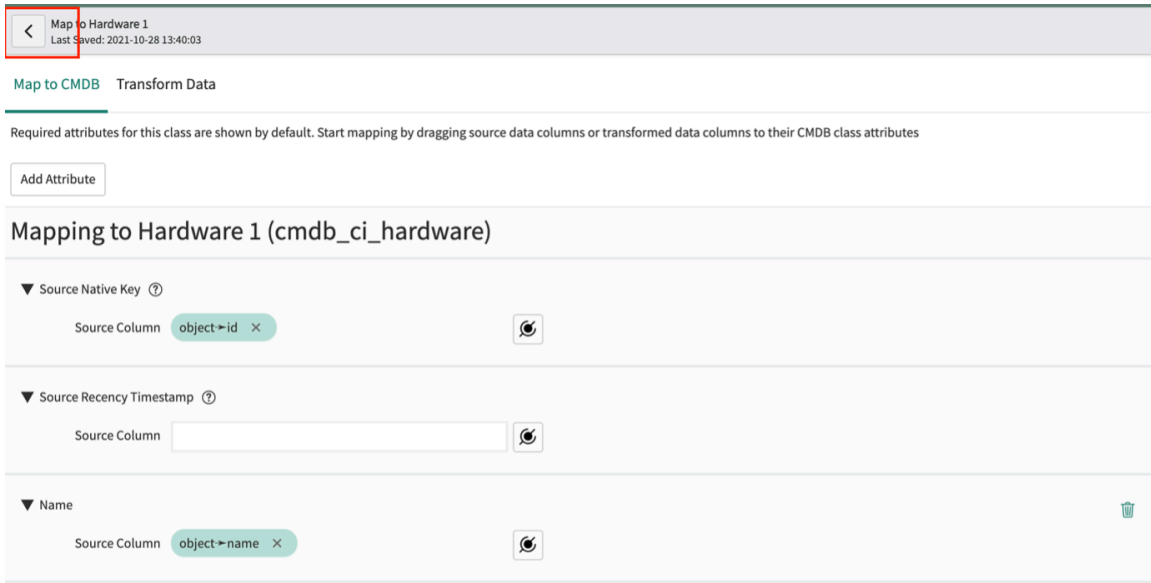 Map to Hardware 1
Last Saved: 2021-10-28 13:40:03
Map to CMDB Transform Data
Required attributes for this class are shown by default. Start mapping by dragging source data columns or transformed data columns to their CMDB class attributes
Add Attribute
Mapping to Hardware 1 (cmdb_ci_hardware)
Source Native Key
Source Column object➛id
Source Recency Timestamp
Source Column
Name
Source Column object➛name